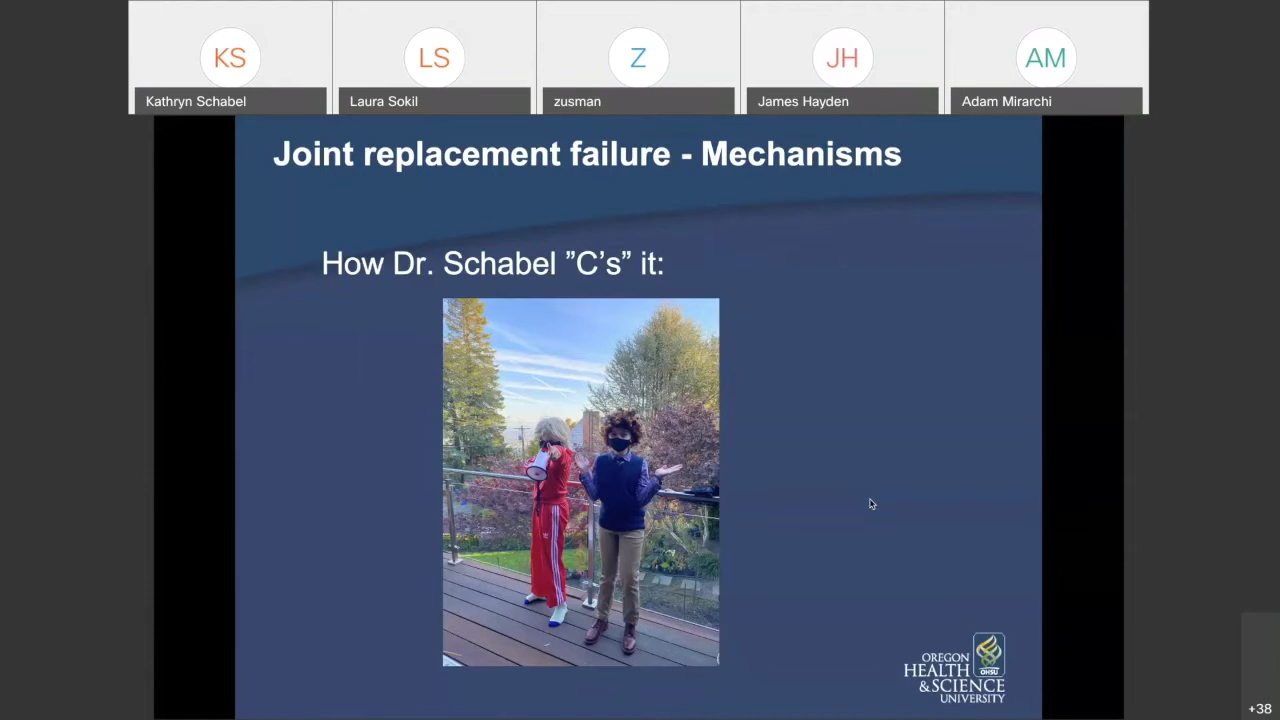 KS
LS
Z
JH
AM
Kathryn Schabel
Laura Sokil
zusman
James Hayden
Adam Mirarchi
Joint replacement failure - Mechanisms
How Dr. Schabel ”C’s” it:
OREGON
HEALTH
&SCIENCE
UNIVERSITY
OHSU
+38